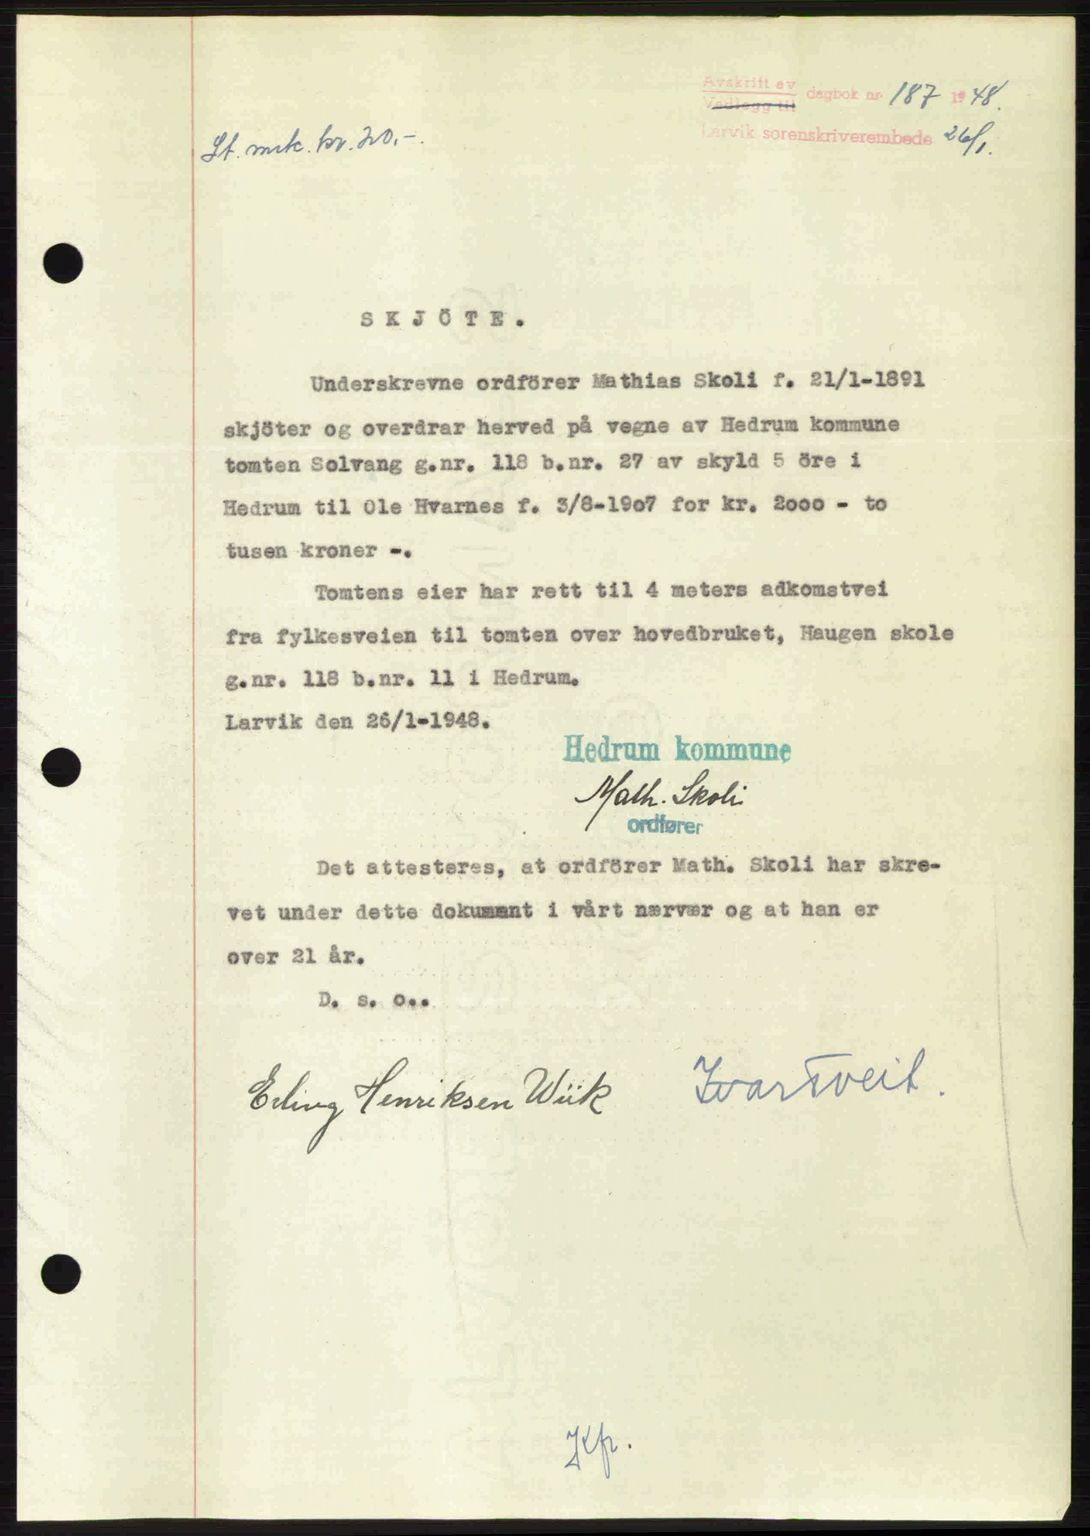 Avskrift av
Vedlegg til
dagbok nr 187 1948.
Larvik sorenskriverembede 26/1.
St. mrk. kr. 20,-.
SKJÖTE.
Underskrevne ordförer Mathias Skoli f. 21/1-1891
skjöter og overdrar herved på vegne av Hedrum kommune
tomten Solvang g.nr. 118 b.nr. 27 av skyld 5 öre i
Hedrum til Ole Hvarnes f. 3/8-1907 for kr. 2000 - to
tusen kroner -.
Tomtens eier har rett til 4 meters adkomstvei
fra fylkesveien til tomten over hovedbruket, Haugen skole
g.nr. 118 b.nr. 11 i Hedrum.
Larvik den 26/1-1948.
Hedrum kommune
Math. Skoli
ordfører
Det attesteres, at ordförer Math. Skoli har skre-
vet under dette dokument i vårt nærvær og at han er
over 21 år.
D. s. o..
Erling Henriksen Wiik Ivar Tveit.